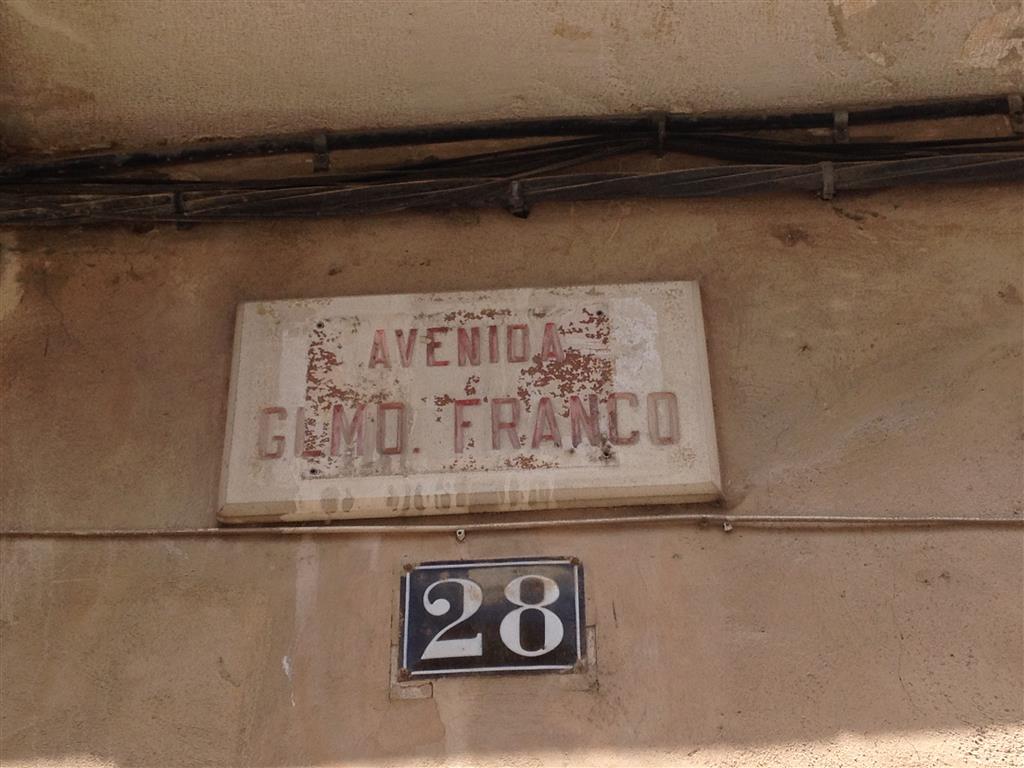 AVENIDA
GLMO. FRANCO
28